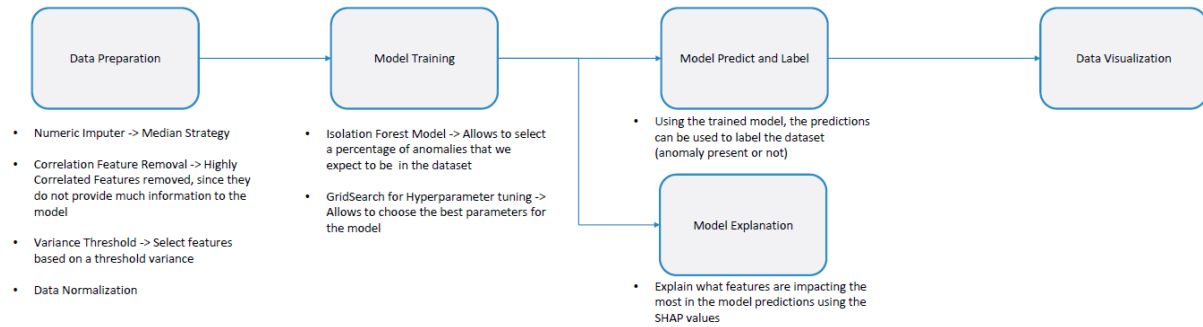 Data Preparation
Model Training
Model Predict and Label
Data Visualization
• Numeric Imputer -> Median Strategy
• Correlation Feature Removal -> Highly
Correlated Features removed, since they
do not provide much information to the
model
• Variance Threshold -> Select features
based on a threshold variance
• Data Normalization
• Isolation Forest Model -> Allows to select
a percentage of anomalies that we
expect to be in the dataset
• GridSearch for Hyperparameter tuning ->
Allows to choose the best parameters for
the model
• Using the trained model, the predictions
can be used to label the dataset
(anomaly present or not)
Model Explanation
• Explain what features are impacting the
most in the model predictions using the
SHAP values